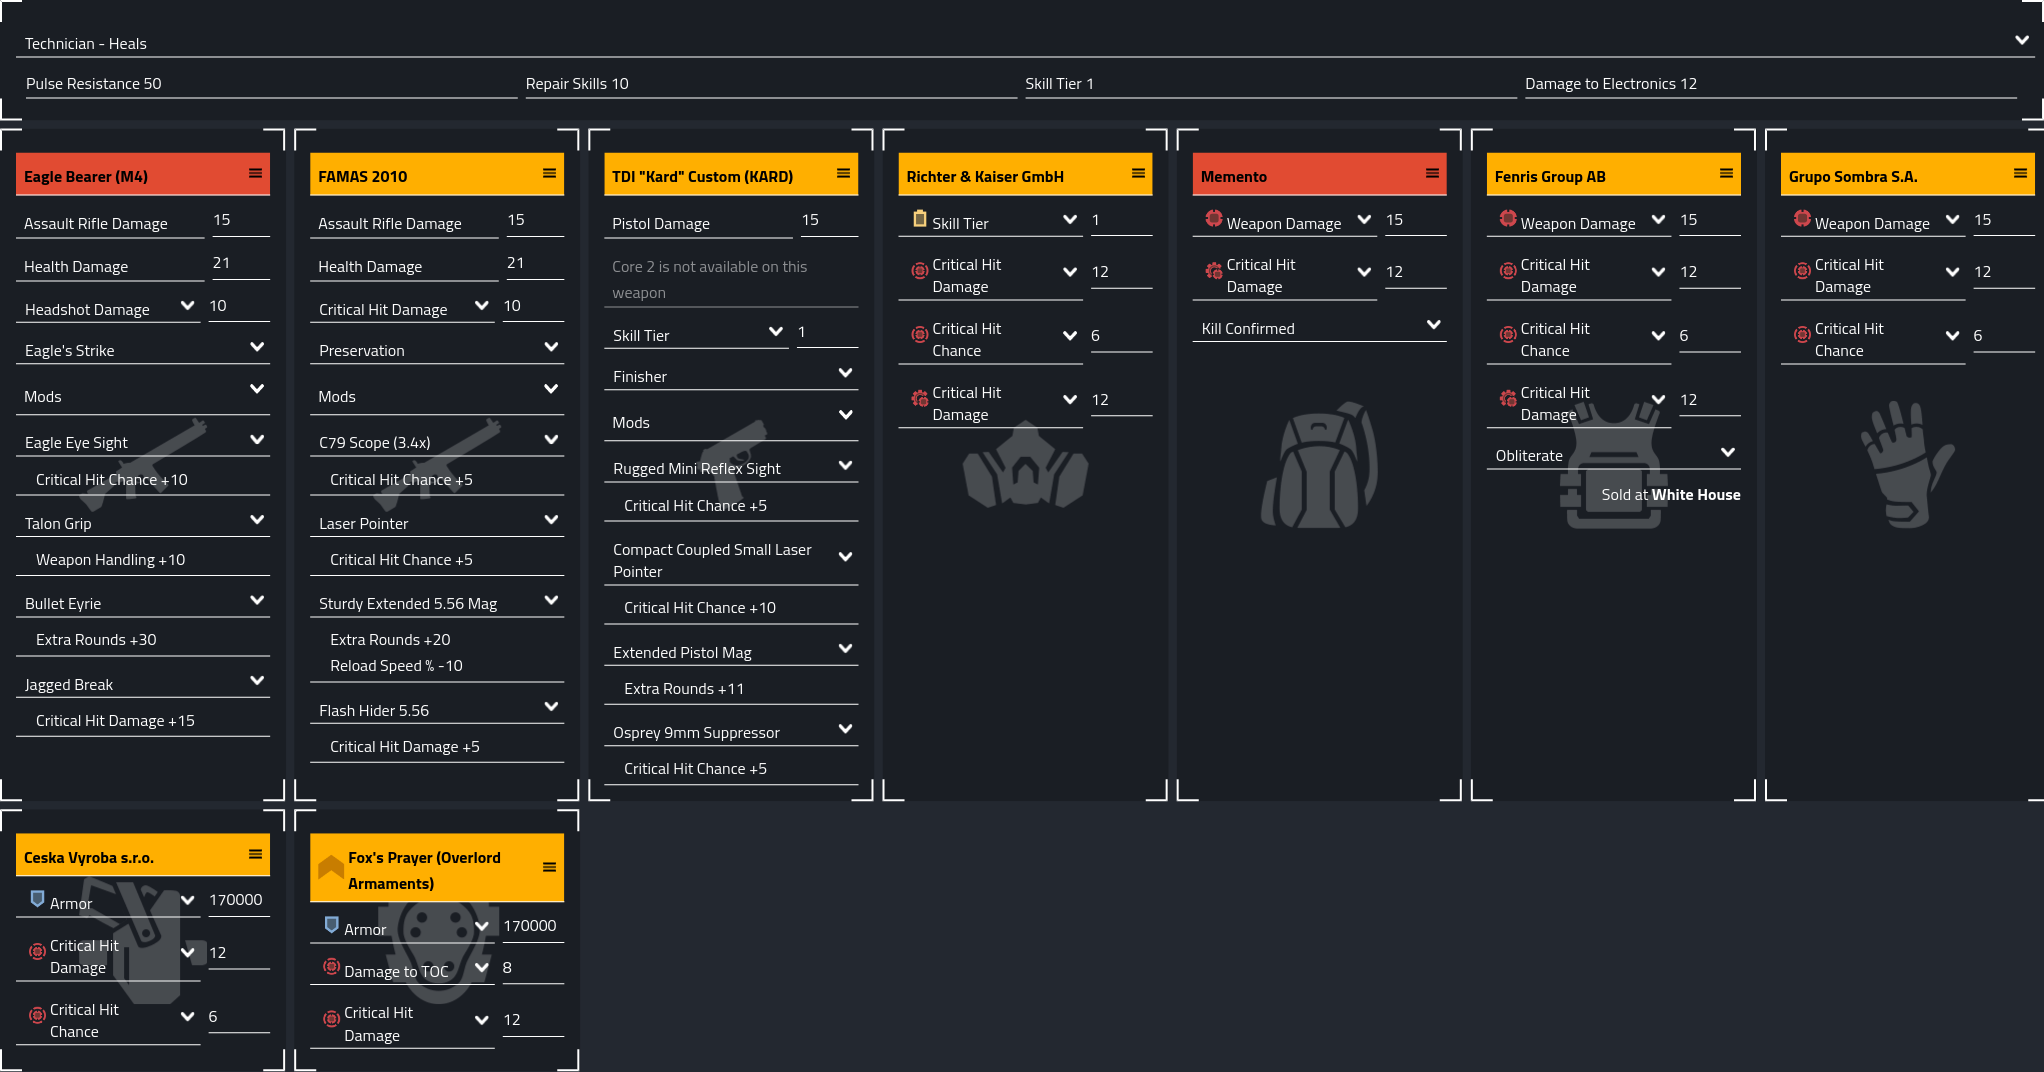 Technician - Heals
Pulse Resistance 50
Repair Skills 10
Skill Tier 1
Damage to Electronics 12
Eagle Bearer (M4)
Assault Rifle Damage
15
Health Damage
21
Headshot Damage
10
Eagle's Strike
Mods
Eagle Eye Sight
Critical Hit Chance +10
Talon Grip
Weapon Handling +10
Bullet Eyrie
Extra Rounds +30
Jagged Break
Critical Hit Damage +15
FAMAS 2010
Assault Rifle Damage
15
Health Damage
21
Critical Hit Damage
10
Preservation
Mods
C79 Scope (3.4x)
Critical Hit Chance +5
Laser Pointer
Critical Hit Chance +5
Sturdy Extended 5.56 Mag
Extra Rounds +20
Reload Speed % -10
Flash Hider 5.56
Critical Hit Damage +5
TDI "Kard" Custom (KARD)
Pistol Damage
15
Core 2 is not available on this
weapon
Skill Tier
1
Finisher
Mods
Rugged Mini Reflex Sight
Critical Hit Chance +5
Compact Coupled Small Laser
Pointer
Critical Hit Chance +10
Extended Pistol Mag
Extra Rounds +11
Osprey 9mm Suppressor
Critical Hit Chance +5
Richter & Kaiser GmbH
Skill Tier
1
Critical Hit
Damage
12
Critical Hit
Chance
6
Critical Hit
Damage
12
Memento
Weapon Damage
15
Critical Hit
Damage
12
Kill Confirmed
Fenris Group AB
Weapon Damage
15
Critical Hit
Damage
12
Critical Hit
Chance
6
Critical Hit
Damage
12
Obliterate
Sold at White House
Grupo Sombra S.A.
Weapon Damage
15
Critical Hit
Damage
12
Critical Hit
Chance
6
Ceska Vyroba s.r.o.
Armor
170000
Critical Hit
Damage
12
Critical Hit
Chance
6
Fox's Prayer (Overlord
Armaments)
Armor
170000
Damage to TOC
8
Critical Hit
Damage
12